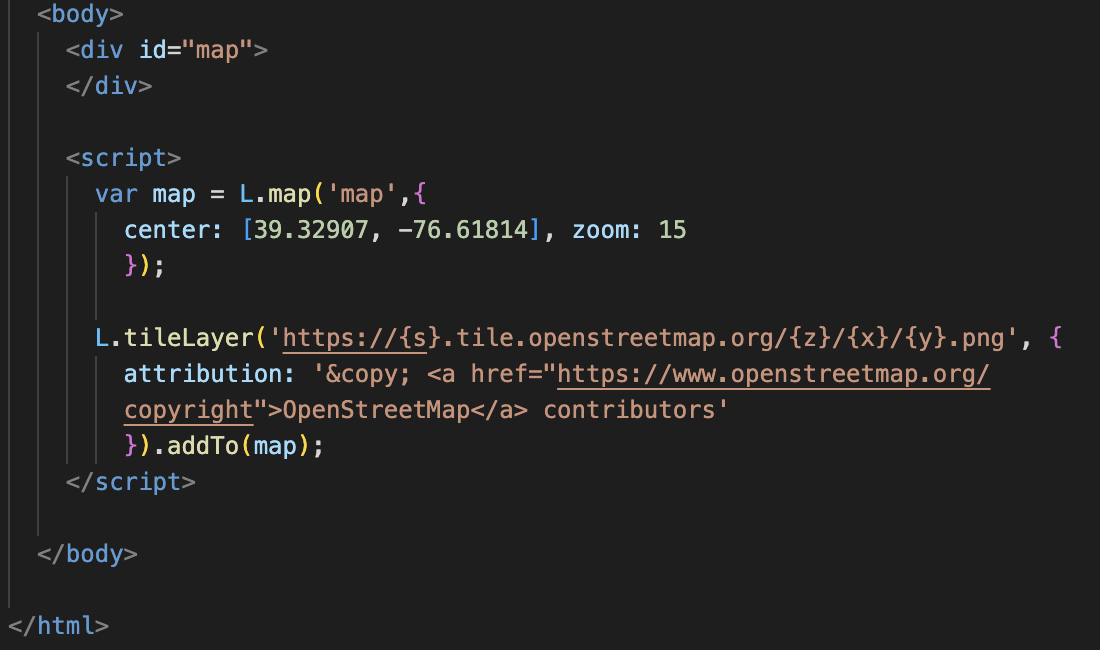 <body>
<div id="map">
</div>
<script>
var map = L.map('map',{
center: [39.32907, -76.61814], zoom: 15
});
L.tileLayer('https://{s}.tile.openstreetmap.org/{z}/{x}/{y}.png', {
attribution: '&copy; <a href="https://www.openstreetmap.org/
copyright">OpenStreetMap</a> contributors'
}).addTo(map);
</script>
</body>
</html>